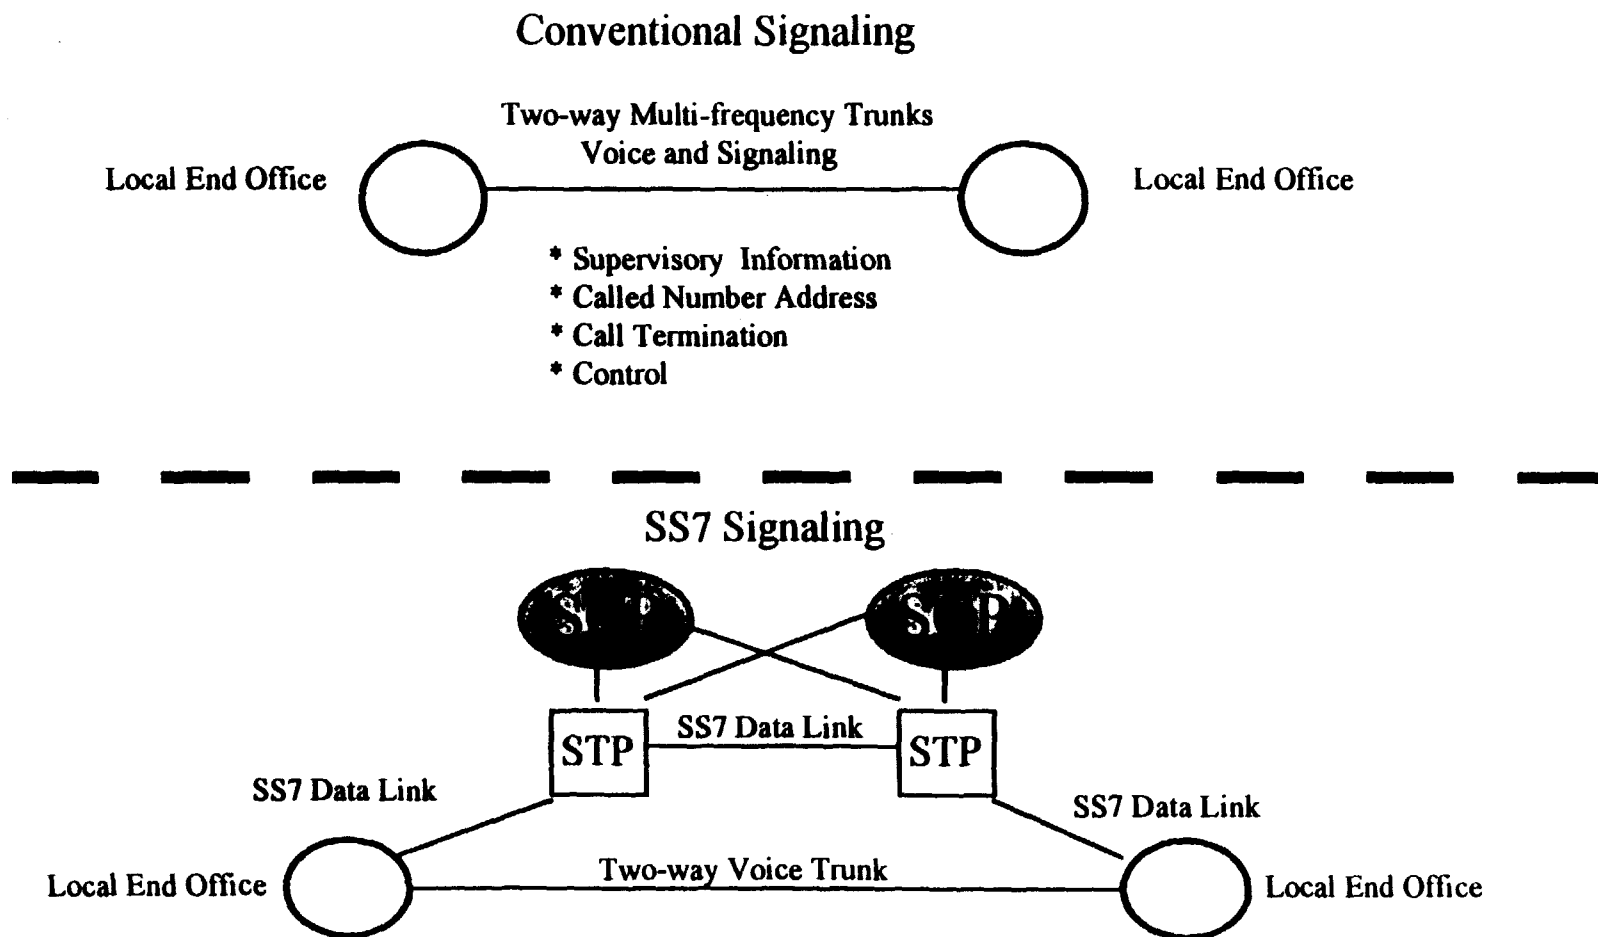 Conventional Signaling
Two-way Multi-frequency Trunks
Voice and Signaling
Local End Office
Local End Office
* Supervisory Information
* Called Number Address
* Call Termination
* Control
SS7 Signaling
SS7 Data Link
STP
STP
SS7 Data Link
SS7 Data Link
Two-way Voice Trunk
Local End Office
Local End Office